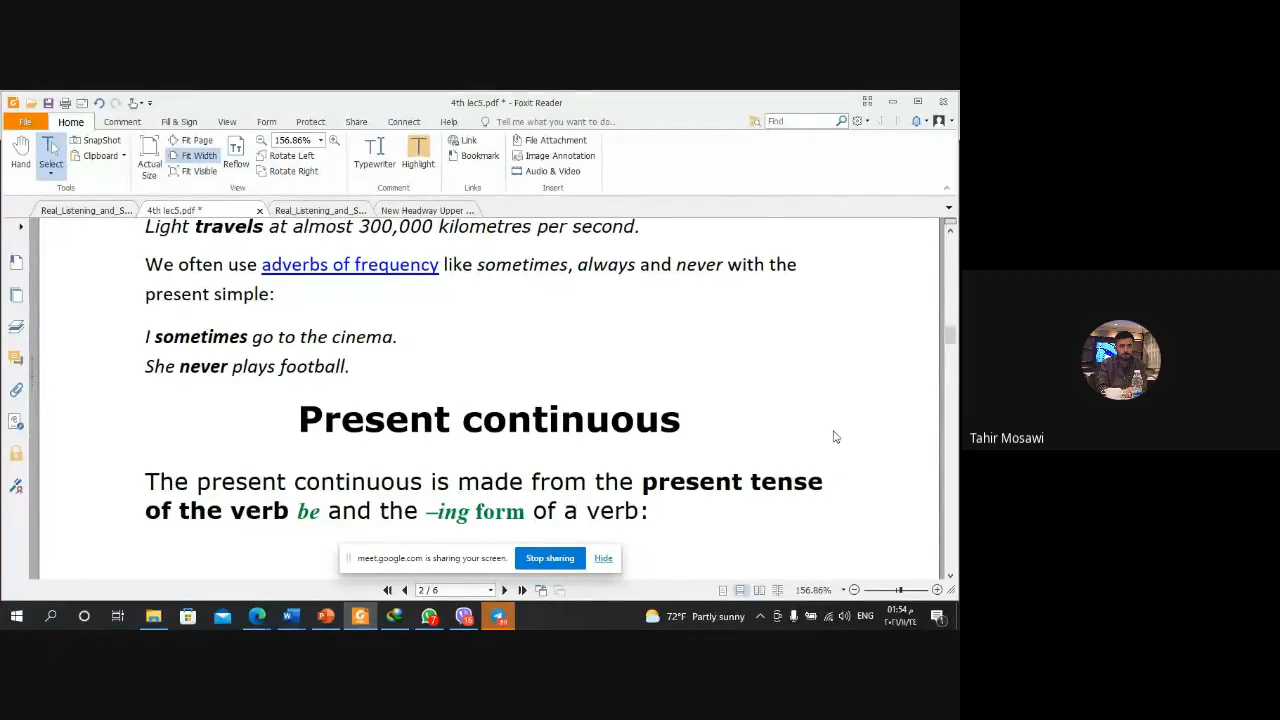 4th lec5.pdf * - Foxit Reader
File Home Comment Fill & Sign View Form Protect Share Connect Help Tell me what you want to do.. Find
Hand
Select
SnapShot
Clipboard
Tools
Actual Size
Fit Page
Fit Width
Fit Visible
Reflow
156.86%
Rotate Left
Rotate Right
View
Typewriter
Highlight
Comment
Link
Bookmark
Links
File Attachment
Image Annotation
Audio & Video
Insert
Real_Listening_and_S... 4th lec5.pdf * Real_Listening_and_S... New Headway Upper ...
Light travels at almost 300,000 kilometres per second.
We often use adverbs of frequency like sometimes, always and never with the
present simple:
I sometimes go to the cinema.
She never plays football.
Present continuous
The present continuous is made from the present tense
of the verb be and the –ing form of a verb:
meet.google.com is sharing your screen. Stop sharing Hide
2 / 6
156.86%
72°F Partly sunny
ENG
01:54 م
٢٠٢١/١١/٢٤
Tahir Mosawi